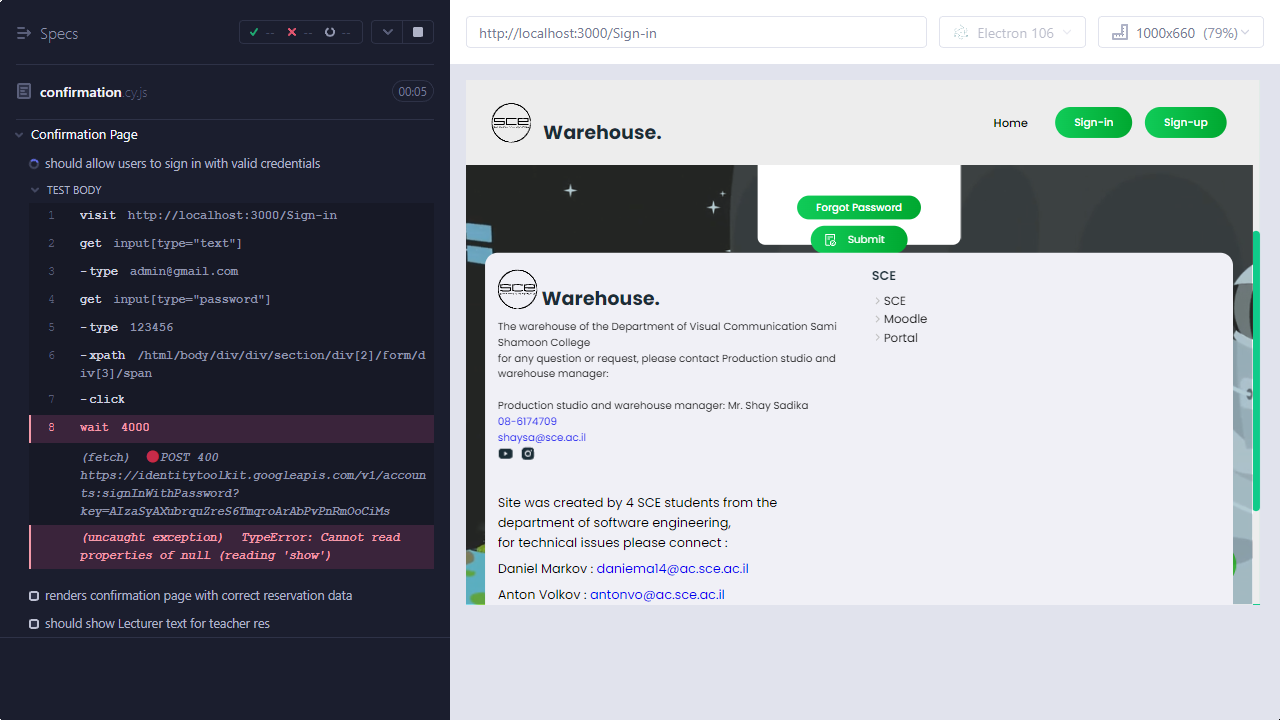 Specs
-- -- --
http://localhost:3000/Sign-in
Electron 106
1000x660 (79%)
confirmation.cy.js
00:05
Confirmation Page
should allow users to sign in with valid credentials
TEST BODY
1 visit http://localhost:3000/Sign-in
2 get input[type="text"]
3 -type admin@gmail.com
4 get input[type="password"]
5 -type 123456
6 -xpath /html/body/div/div/section/div[2]/form/d
iv[3]/span
7 -click
8 wait 4000
(fetch) POST 400
https://identitytoolkit.googleapis.com/v1/accoun
ts:signInWithPassword?
key=AIzaSyAXubrquZreS6TmqroArAbPvPnRmOoCiMs
(uncaught exception) TypeError: Cannot read
properties of null (reading 'show')
renders confirmation page with correct reservation data
should show Lecturer text for teacher res
SCE
Warehouse.
Home
Sign-in
Sign-up
Forgot Password
Submit
SCE
Warehouse.
The warehouse of the Department of Visual Communication Sami
Shamoon College
for any question or request, please contact Production studio and
warehouse manager:
Production studio and warehouse manager: Mr. Shay Sadika
08-6174709
shaysa@sce.ac.il
SCE
SCE
Moodle
Portal
Site was created by 4 SCE students from the
department of software engineering,
for technical issues please connect :
Daniel Markov : daniema14@ac.sce.ac.il
Anton Volkov : antonvo@ac.sce.ac.il